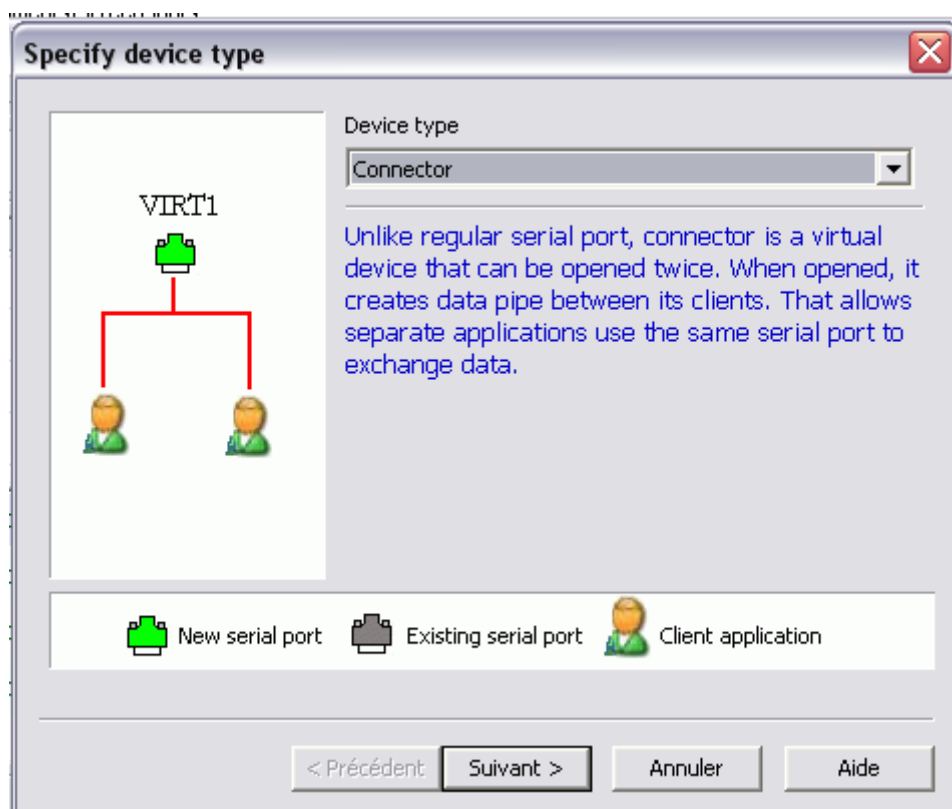 Specify device type
Device type
Connector
VIRT1
Unlike regular serial port, connector is a virtual
device that can be opened twice. When opened, it
creates data pipe between its clients. That allows
separate applications use the same serial port to
exchange data.
New serial port
Existing serial port
Client application
< Précédent
Suivant >
Annuler
Aide